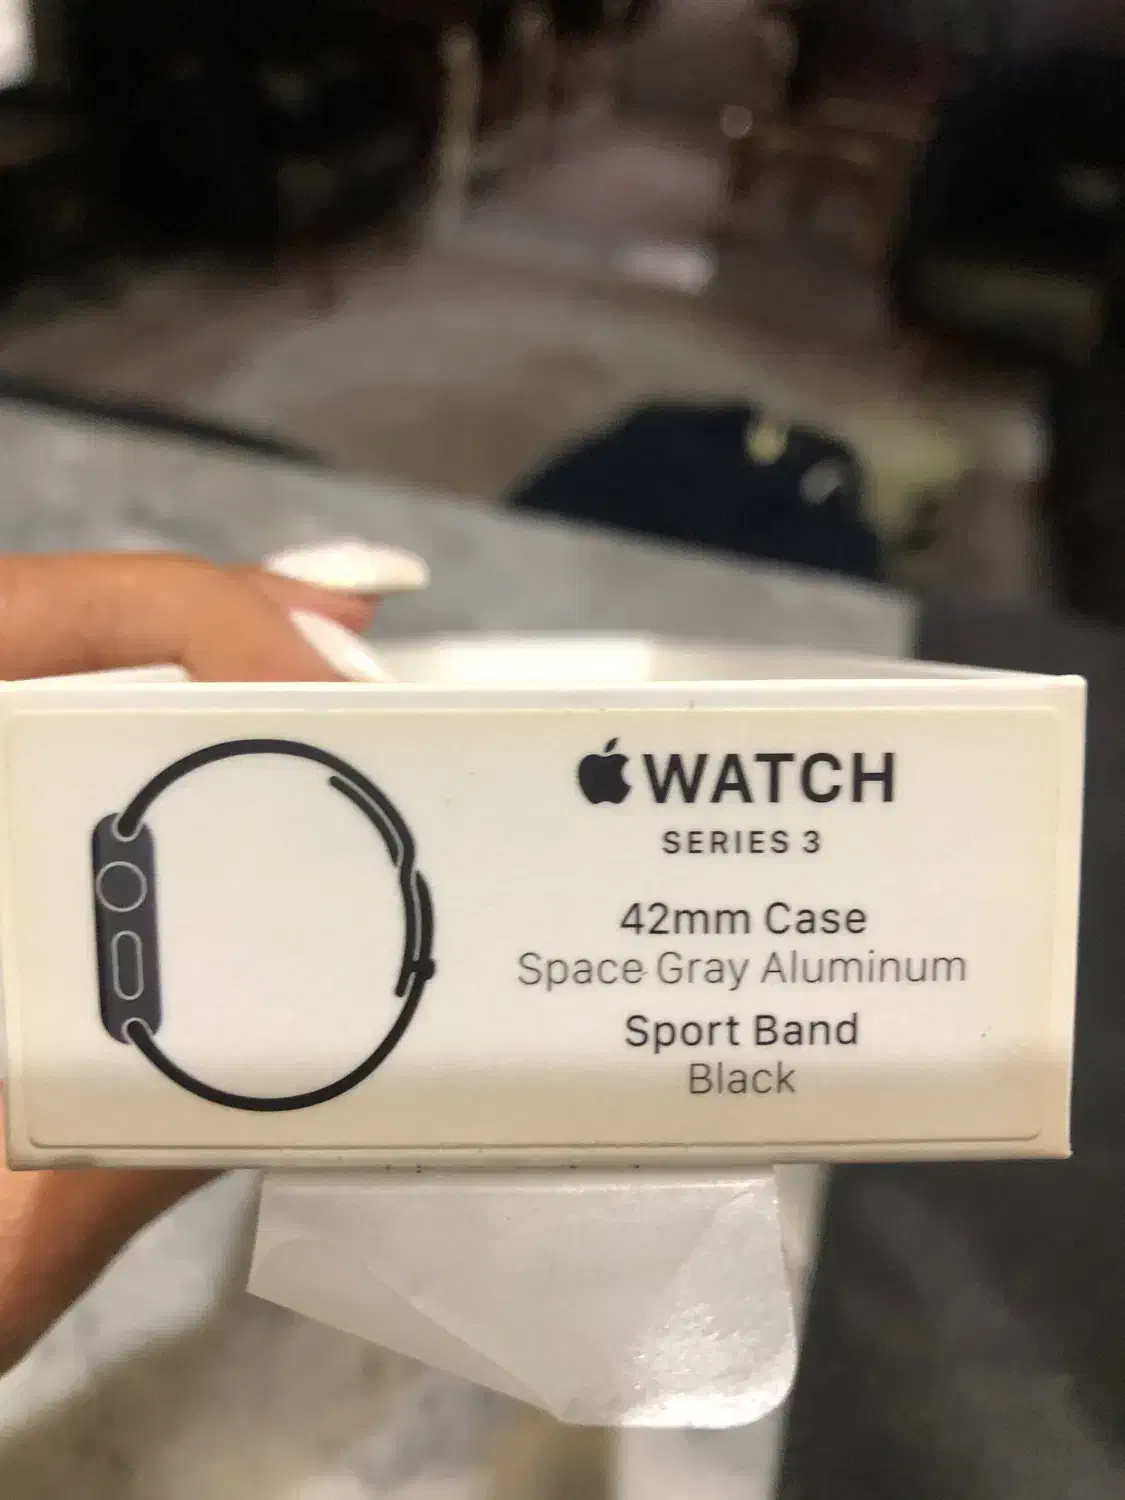 WATCH
SERIES 3
42mm Case
Space Gray Aluminum
Sport Band
Black